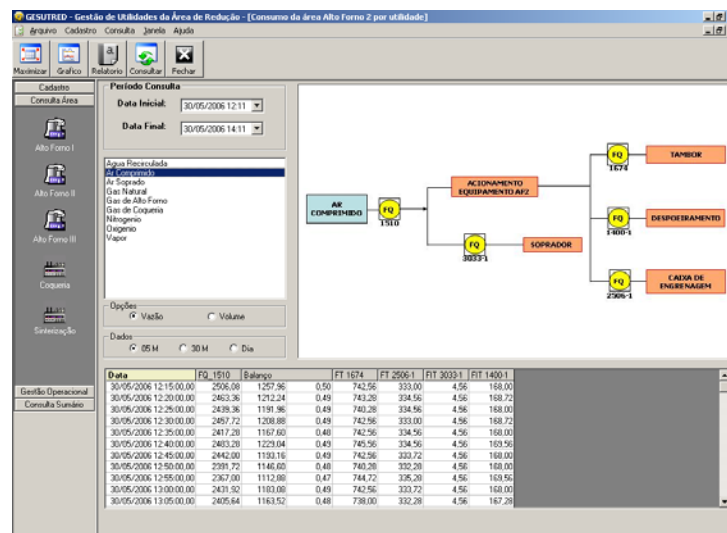 GESUTRED - Gestão de Utilidades da Área de Redução - [Consumo da área Alto Forno 2 por utilidade]
Arquivo Cadastro Consulta Janela Ajuda
Maximizar Grafico Relatorio Consultar Fechar
Cadastro
Consulta Área
Alto Forno I
Alto Forno II
Alto Forno III
Coqueria
Sinterização
Gestão Operacional
Consulta Sumário
Período Consulta
Data Inicial: 30/05/2006 12:11
Data Final: 30/05/2006 14:11
Agua Recirculada
Ar Comprimido
Ar Soprado
Gas Natural
Gas de Alto Forno
Gas de Coqueria
Nitrogenio
Oxigenio
Vapor
Opções
Vazão Volume
Dados
05 M 30 M Dia
AR COMPRIMIDO
FQ
1510
ACIONAMENTO
EQUIPAMENTO AF2
FQ
3033-1
SOPRADOR
FQ
1674
TAMBOR
FQ
1400-1
DESPOEIRAMENTO
FQ
2506-1
CAIXA DE
ENGRENAGEM
Data FQ_1510 Balanço FT 1674 FT 2506-1 FIT 3033-1 FIT 1400-1
30/05/2006 12:15:00,00 2506,08 1257,96 0,50 742,56 333,00 4,56 168,00
30/05/2006 12:20:00,00 2463,36 1212,24 0,49 743,28 334,56 4,56 168,72
30/05/2006 12:25:00,00 2439,36 1191,96 0,49 740,28 334,56 4,56 168,00
30/05/2006 12:30:00,00 2457,72 1208,88 0,49 742,56 333,00 4,56 168,72
30/05/2006 12:35:00,00 2417,28 1167,60 0,48 742,56 334,56 4,56 168,00
30/05/2006 12:40:00,00 2483,28 1229,04 0,49 745,56 334,56 4,56 169,56
30/05/2006 12:45:00,00 2442,00 1193,16 0,49 742,56 333,72 4,56 168,00
30/05/2006 12:50:00,00 2391,72 1146,60 0,48 740,28 332,28 4,56 168,00
30/05/2006 12:55:00,00 2367,00 1112,88 0,47 744,72 335,28 4,56 169,56
30/05/2006 13:00:00,00 2431,92 1183,08 0,49 742,56 333,72 4,56 168,00
30/05/2006 13:05:00,00 2405,64 1163,52 0,48 738,00 332,28 4,56 167,28